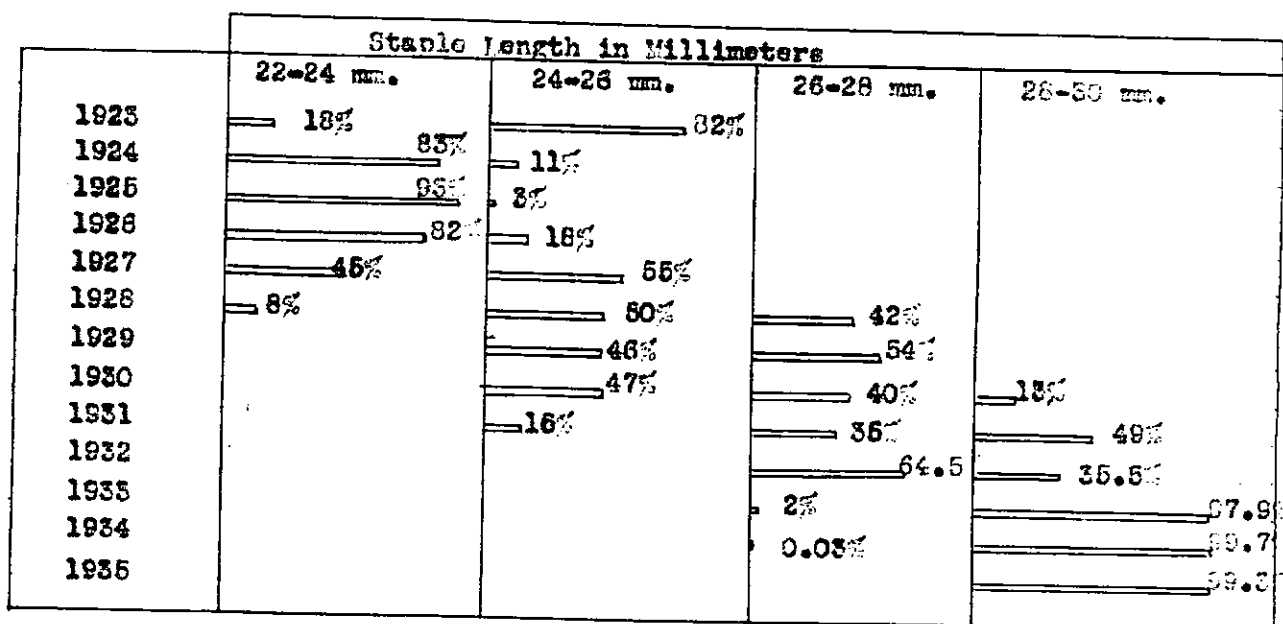 Staple Length in Millimeters
22-24 mm. 24-26 mm. 26-28 mm. 28-30 mm.
1923 18% 82%
1924 83% 11%
1925 3%
1926 82% 18%
1927 45% 55%
1928 8% 50% 42%
1929 46% 54%
1930 47% 40% 13%
1931 16% 35% 49%
1932 64.5 35.5%
1933 2%
1934 0.03%
1935